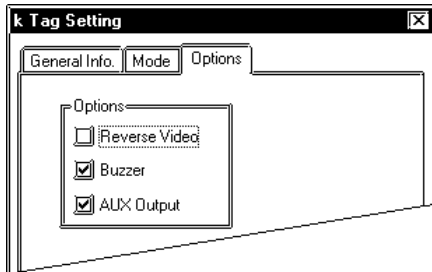 k Tag Setting
General Info. Mode Options
Options
Reverse Video
Buzzer
AUX Output